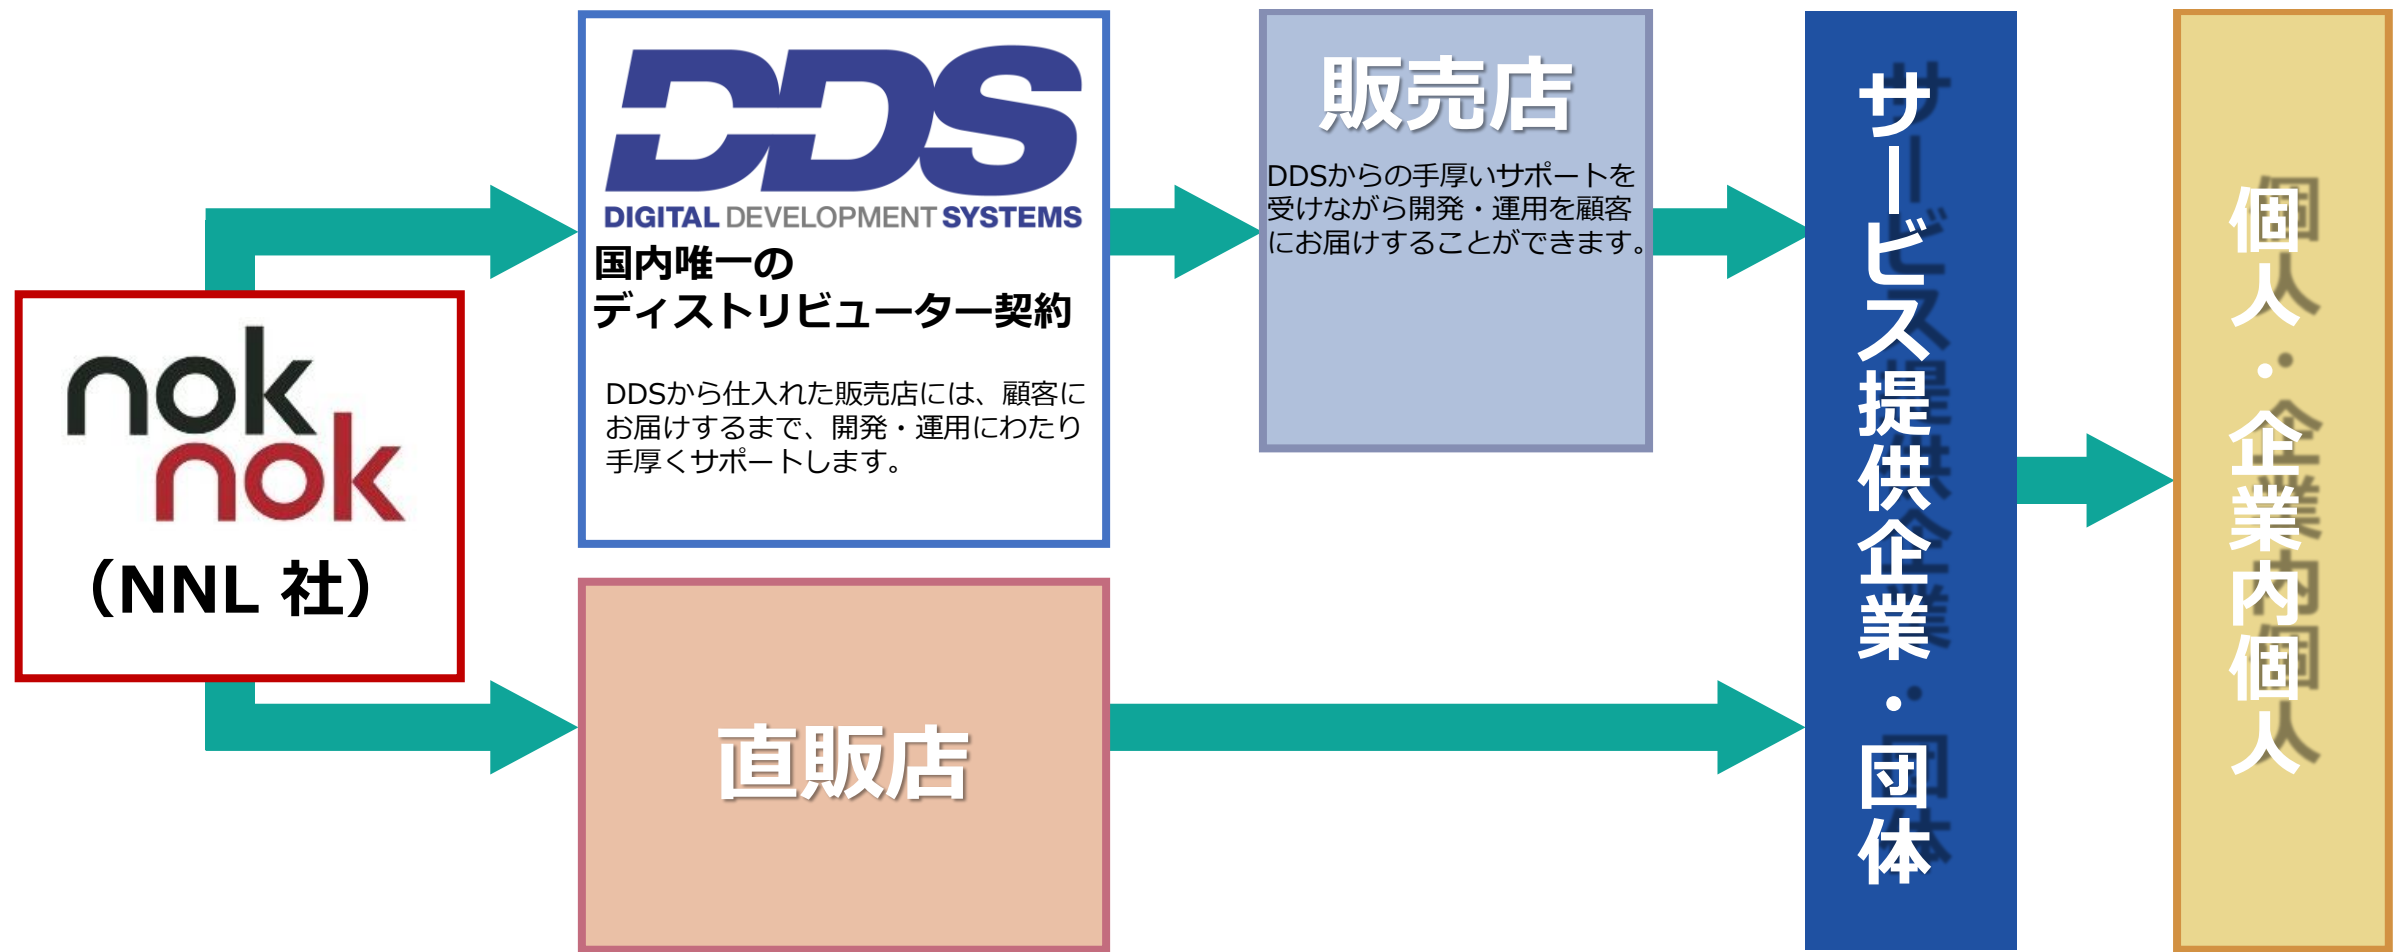 nok
nok
（NNL 社）
DDS
DIGITAL DEVELOPMENT SYSTEMS
国内唯一の
ディストリビューター契約
DDSから仕入れた販売店には、顧客に
お届けするまで、開発・運用にわたり
手厚くサポートします。
販売店
DDSからの手厚いサポートを
受けながら開発・運用を顧客
にお届けすることができます。
直販店
サービス提供企業・団体
個人・企業内個人